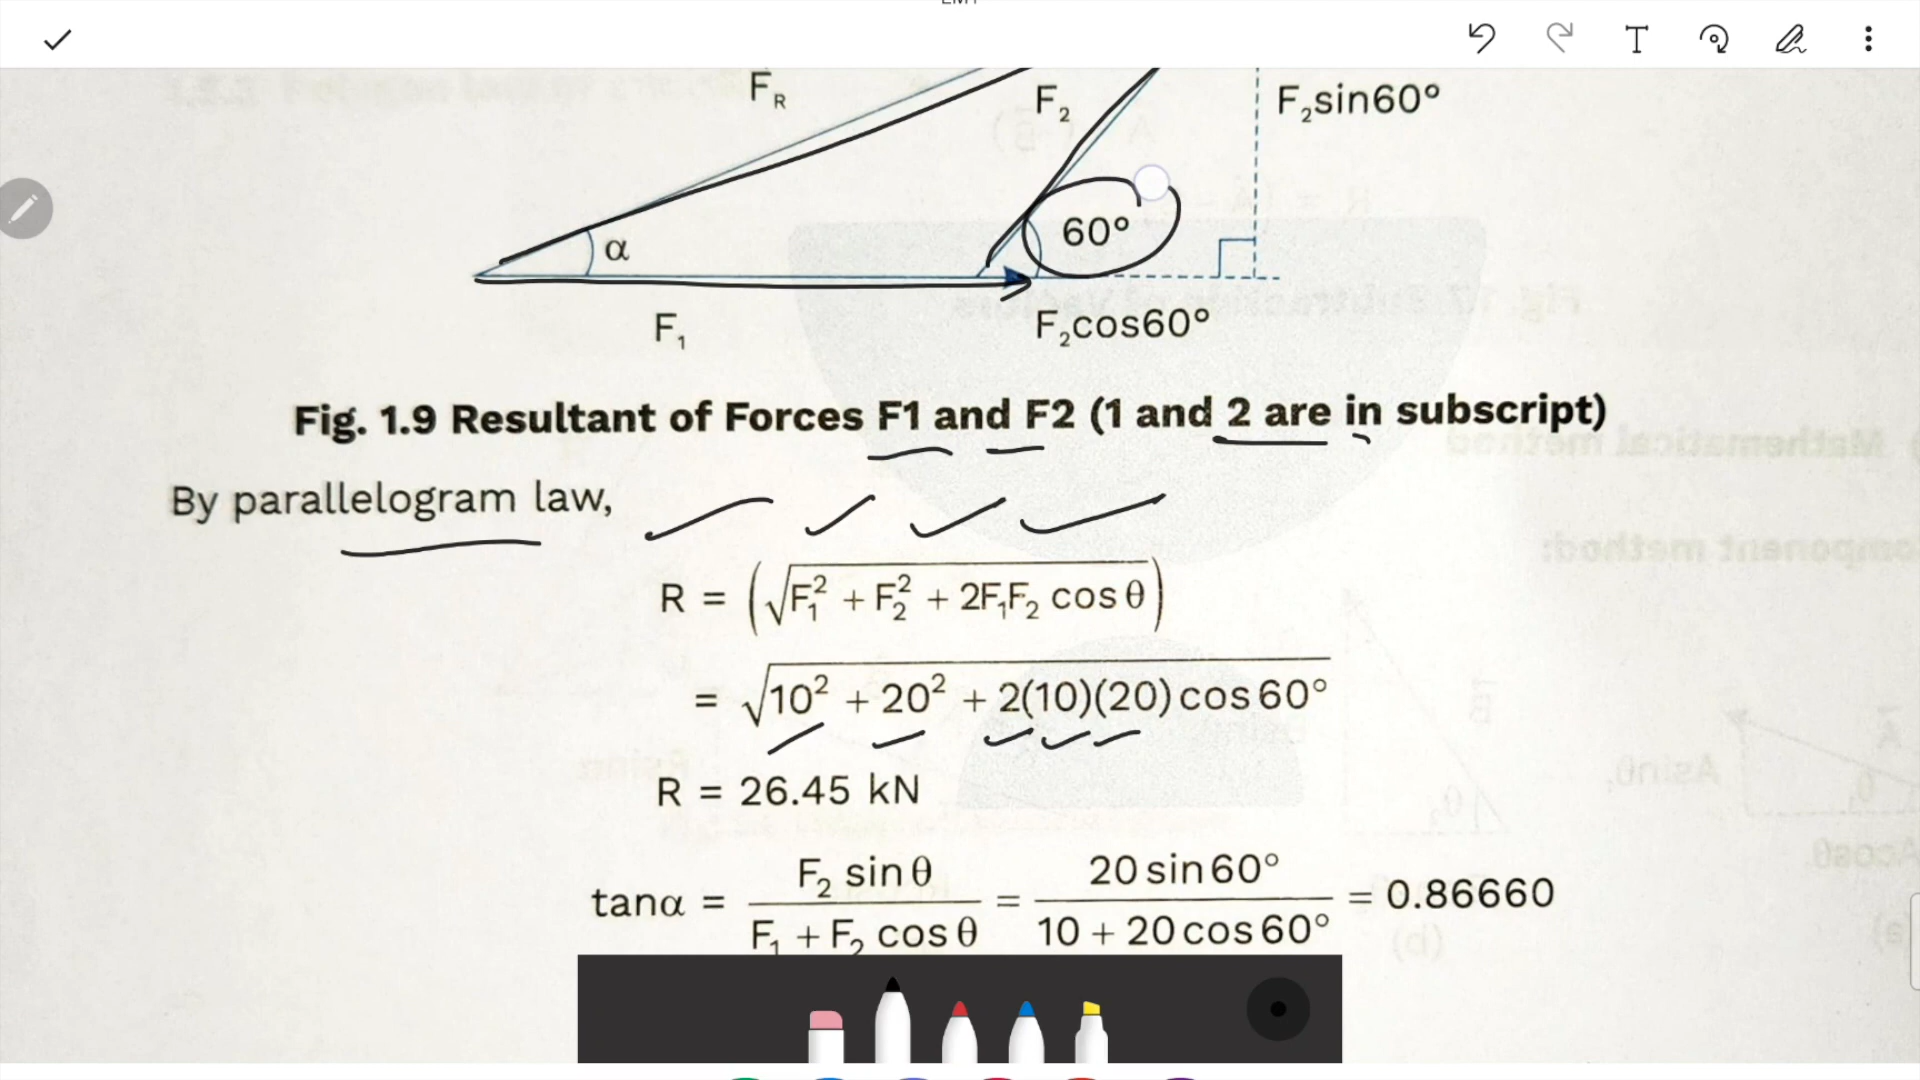 F_R
F₂
F₂sin60°
60°
α
F₁
F₂cos60°
Fig. 1.9 Resultant of Forces F1 and F2 (1 and 2 are in subscript)
By parallelogram law,
R = (√F₁² + F₂² + 2F₁F₂ cos θ)
= √10² + 20² + 2(10)(20) cos 60°
R = 26.45 kN
tanα = F₂ sin θ / F₁ + F₂ cos θ = 20 sin 60° / 10 + 20 cos 60° = 0.86660